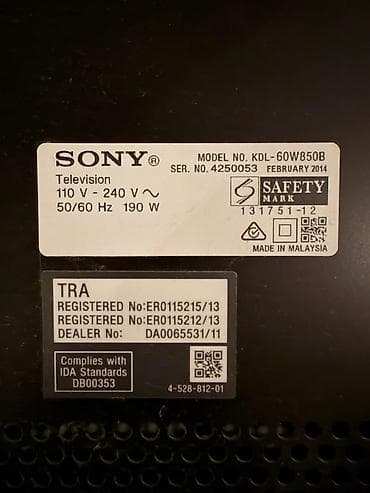 SONY®
MODEL NO. KDL-60W850B
SER. NO. 4250053 FEBRUARY 2014
Television
110 V - 240 V ~
50/60 Hz 190 W
SAFETY
MARK
131751-12
MADE IN MALAYSIA
TRA
REGISTERED No:ER0115215/13
REGISTERED No:ER0115212/13
DEALER No: DA0065531/11
Complies with
IDA Standards
DB00353
4-528-812-01